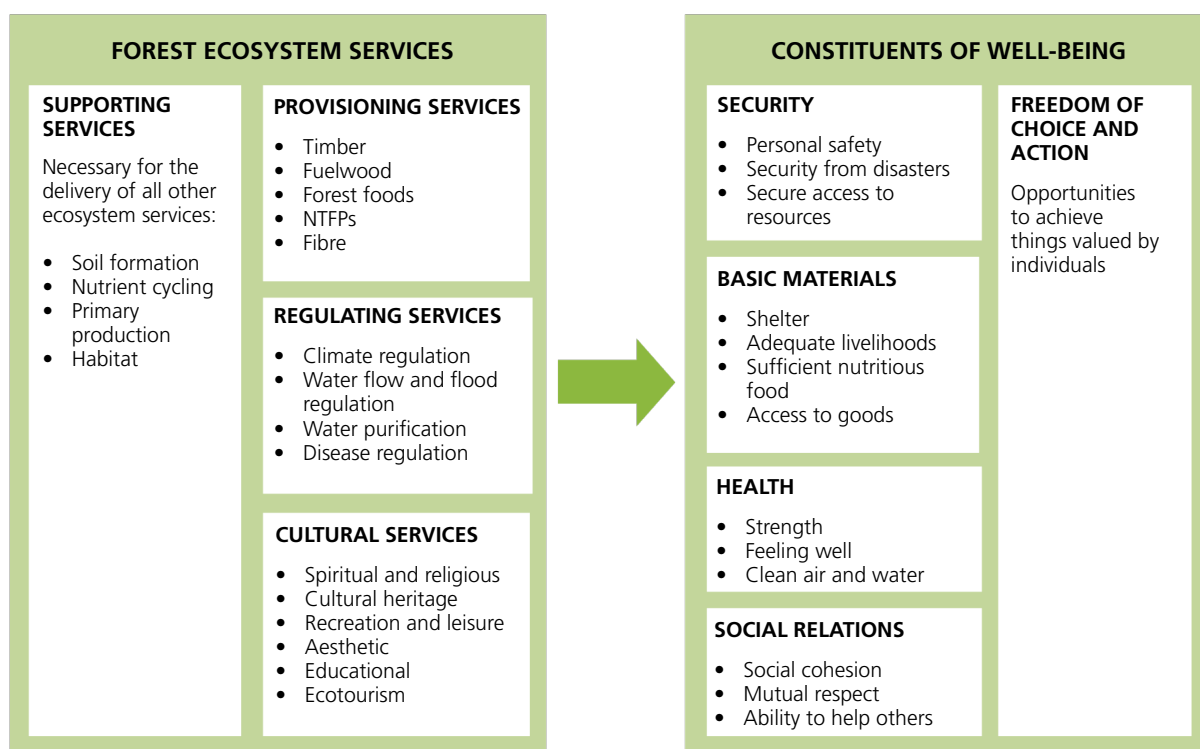 FOREST ECOSYSTEM SERVICES
SUPPORTING
SERVICES
Necessary for the
delivery of all other
ecosystem services:
• Soil formation
• Nutrient cycling
• Primary
production
• Habitat
PROVISIONING SERVICES
• Timber
• Fuelwood
• Forest foods
• NTFPs
• Fibre
REGULATING SERVICES
• Climate regulation
• Water flow and flood
regulation
• Water purification
• Disease regulation
CULTURAL SERVICES
• Spiritual and religious
• Cultural heritage
• Recreation and leisure
• Aesthetic
• Educational
• Ecotourism
CONSTITUENTS OF WELL-BEING
SECURITY
• Personal safety
• Security from disasters
• Secure access to
resources
BASIC MATERIALS
• Shelter
• Adequate livelihoods
• Sufficient nutritious
food
• Access to goods
HEALTH
• Strength
• Feeling well
• Clean air and water
SOCIAL RELATIONS
• Social cohesion
• Mutual respect
• Ability to help others
FREEDOM OF
CHOICE AND
ACTION
Opportunities
to achieve
things valued by
individuals